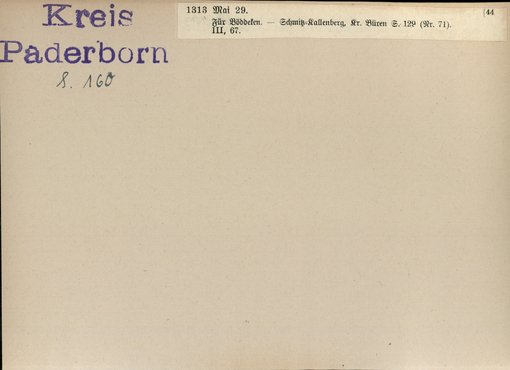 Kreis
Paderborn
S. 160
1313 Mai 29.
(44
Für Böddeken. — Schmitz-Kallenberg, Kr. Büren S. 129 (Nr. 71).
III, 67.